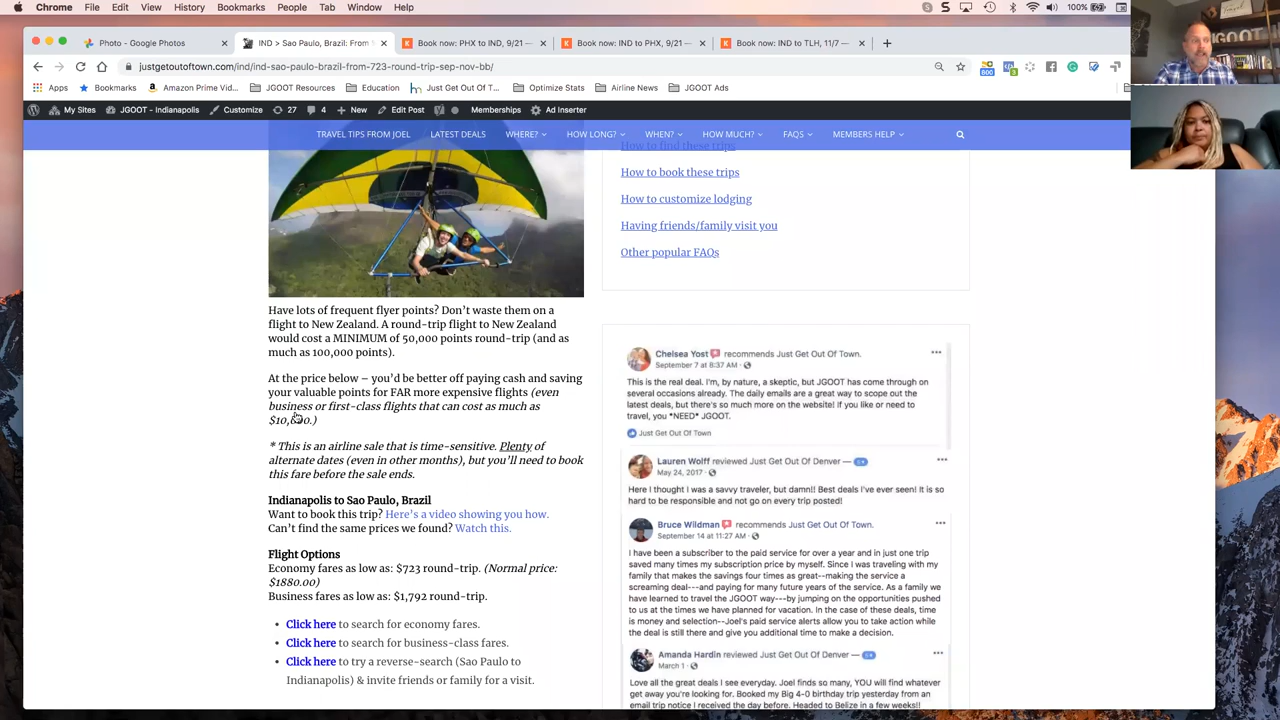 Chrome File Edit View History Bookmarks People Tab Window Help
100%
Photo - Google Photos
IND > Sao Paulo, Brazil: From
Book now: PHX to IND, 9/21
Book now: IND to PHX, 9/21
Book now: IND to TLH, 11/7
justgetoutoftown.com/ind/ind-sao-paulo-brazil-from-723-round-trip-sep-nov-bb/
Apps Bookmarks Amazon Prime Vid... JGOOT Resources Education Just Get Out Of T... Optimize Stats Airline News JGOOT Ads
My Sites JGOOT - Indianapolis Customize 27 4 New Edit Post Memberships Ad Inserter
TRAVEL TIPS FROM JOEL LATEST DEALS WHERE? HOW LONG? WHEN? HOW MUCH? FAQS MEMBERS HELP
How to find these trips
How to book these trips
How to customize lodging
Having friends/family visit you
Other popular FAQs
Have lots of frequent flyer points? Don't waste them on a
flight to New Zealand. A round-trip flight to New Zealand
would cost a MINIMUM of 50,000 points round-trip (and as
much as 100,000 points).
At the price below – you'd be better off paying cash and saving
your valuable points for FAR more expensive flights (even
business or first-class flights that can cost as much as
* This is an airline sale that is time-sensitive. Plenty of
alternate dates (even in other months), but you'll need to book
this fare before the sale ends.
Indianapolis to Sao Paulo, Brazil
Want to book this trip? Here's a video showing you how.
Can't find the same prices we found? Watch this.
Flight Options
Economy fares as low as: $723 round-trip. (Normal price:
$1880.00)
Business fares as low as: $1,792 round-trip.
Click here to search for economy fares.
Click here to search for business-class fares.
Click here to try a reverse-search (Sao Paulo to
Indianapolis) & invite friends or family for a visit.
Chelsea Yost recommends Just Get Out Of Town.
September 7 at 8:37 AM
This is the real deal. I'm, by nature, a skeptic, but JGOOT has come through on
several occasions already. The daily emails are a great way to scope out the
latest deals, but there's so much more on the website! if you like or need to
travel, you *NEED* JGOOT.
Just Get Out Of Town
Lauren Wolff reviewed Just Get Out Of Denver —
May 24, 2017
Here I thought I was a savvy traveler, but damn!! Best deals I've ever seen! It is so
hard to be responsible and not go on every trip posted!
Bruce Wildman recommends Just Get Out Of Denver.
September 14 at 11:27 AM
I have been a subscriber to the paid service for over a year and in just one trip
saved many times my subscription price by myself. Since I was traveling with my
family that makes the savings four times as great---making the service a
screaming deal---and paying for many future years of the service. As a family we
have learned to travel the JGOOT way---by jumping on the opportunities pushed
to us at the times we have planned for vacation. In the case of these deals, time
is money and selection--Joel's paid service alerts allow you to take action while
the deal is still there and give you additional time to make a decision.
Amanda Hardin reviewed Just Get Out Of Denver —
March 1
Love all the great deals I see everyday. Joel finds so many, YOU will find whatever
get away you're looking for. Booked my Big 4-0 birthday trip yesterday from an
email trip notice I received the day before. Headed to Belize in a few weeks!!
JGOOT